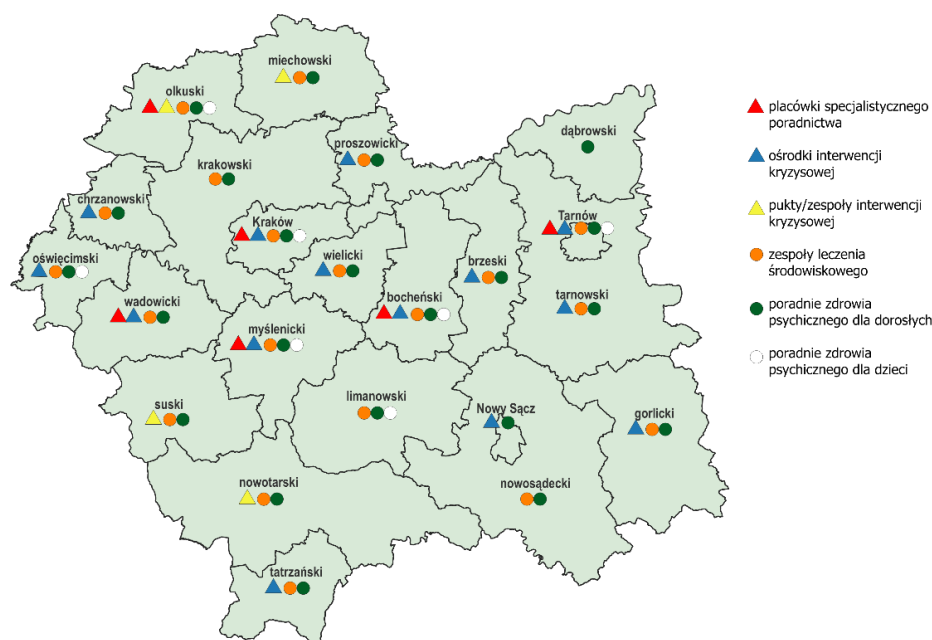 miechowski
olkuski
dąbrowski
proszowicki
krakowski
chrzanowski
Kraków
Tarnów
oświęcimski
wielicki
brzeski
wadowicki
bocheński
tarnowski
myślenicki
suski
limanowski
Nowy Sącz
gorlicki
nowotarski
nowosądecki
tatrzański
placówki specjalistycznego
poradnictwa
ośrodki interwencji
kryzysowej
pukty/zespoły interwencji
kryzysowej
zespoły leczenia
środowiskowego
poradnie zdrowia
psychicznego dla dorosłych
poradnie zdrowia
psychicznego dla dzieci